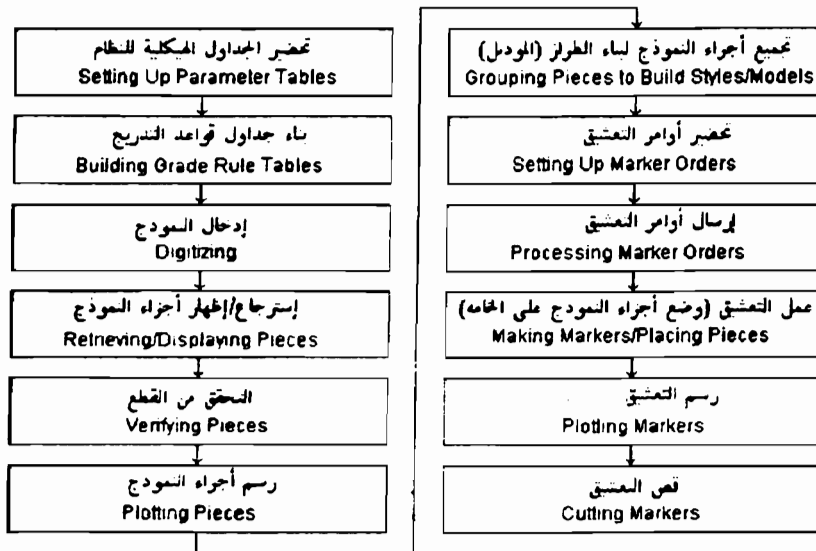 تحضير الجداول الهيكلية للنظام
Setting Up Parameter Tables
بناء جداول قواعد التدريج
Building Grade Rule Tables
إدخال النموذج
Digitizing
إسترجاع/إظهار أجزاء النموذج
Retrieving/Displaying Pieces
التحقق من القطع
Verifying Pieces
رسم أجزاء النموذج
Plotting Pieces
تجميع أجزاء النموذج لبناء الطراز (الموديل)
Grouping Pieces to Build Styles/Models
تحضير أوامر التعشيق
Setting Up Marker Orders
إرسال أوامر التعشيق
Processing Marker Orders
عمل التعشيق (وضع أجزاء النموذج على الخامه)
Making Markers/Placing Pieces
رسم التعشيق
Plotting Markers
قص التعشيق
Cutting Markers